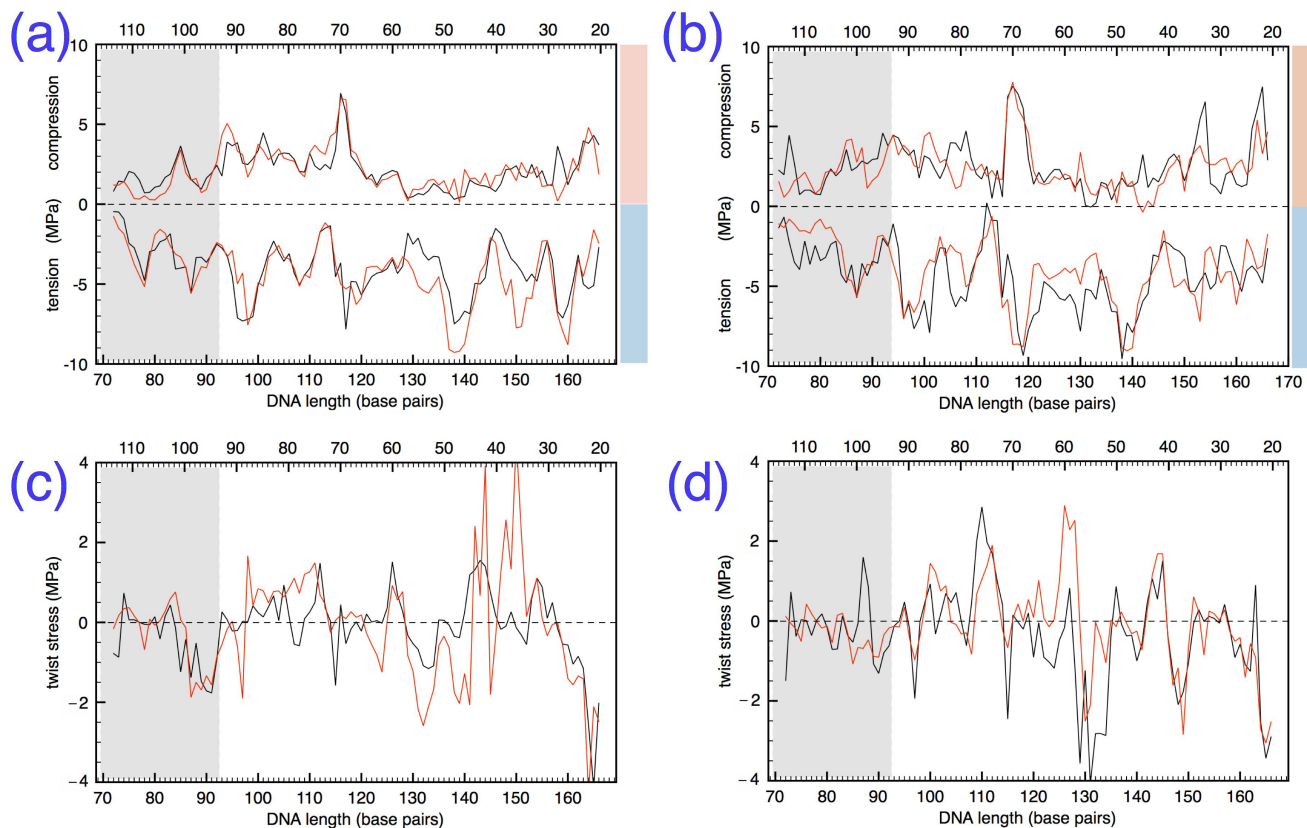 (a)
110 100 90 80 70 60 50 40 30 20
10
5
0
-5
-10
tension (MPa) compression
70 80 90 100 110 120 130 140 150 160
DNA length (base pairs)
(b)
110 100 90 80 70 60 50 40 30 20
10
5
0
-5
-10
tension (MPa) compression
70 80 90 100 110 120 130 140 150 160 170
DNA length (base pairs)
(c)
110 100 90 80 70 60 50 40 30 20
4
2
0
−2
−4
twist stress (MPa)
70 80 90 100 110 120 130 140 150 160
DNA length (base pairs)
(d)
110 100 90 80 70 60 50 40 30 20
4
2
0
−2
−4
twist stress (MPa)
70 80 90 100 110 120 130 140 150 160
DNA length (base pairs)